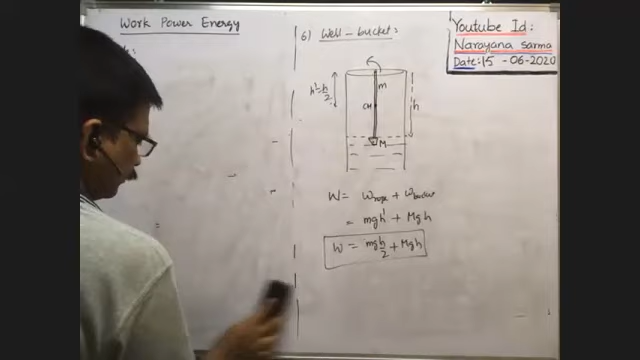 Work Power Energy
6) Well-bucket:
Youtube Id:
Narayana sarma
Date: 15 -06-2020
h' = h/2
m
CM
h
M
W = Wrope + Wbucket
= mgh' + Mgh
W = mgh/2 + Mgh